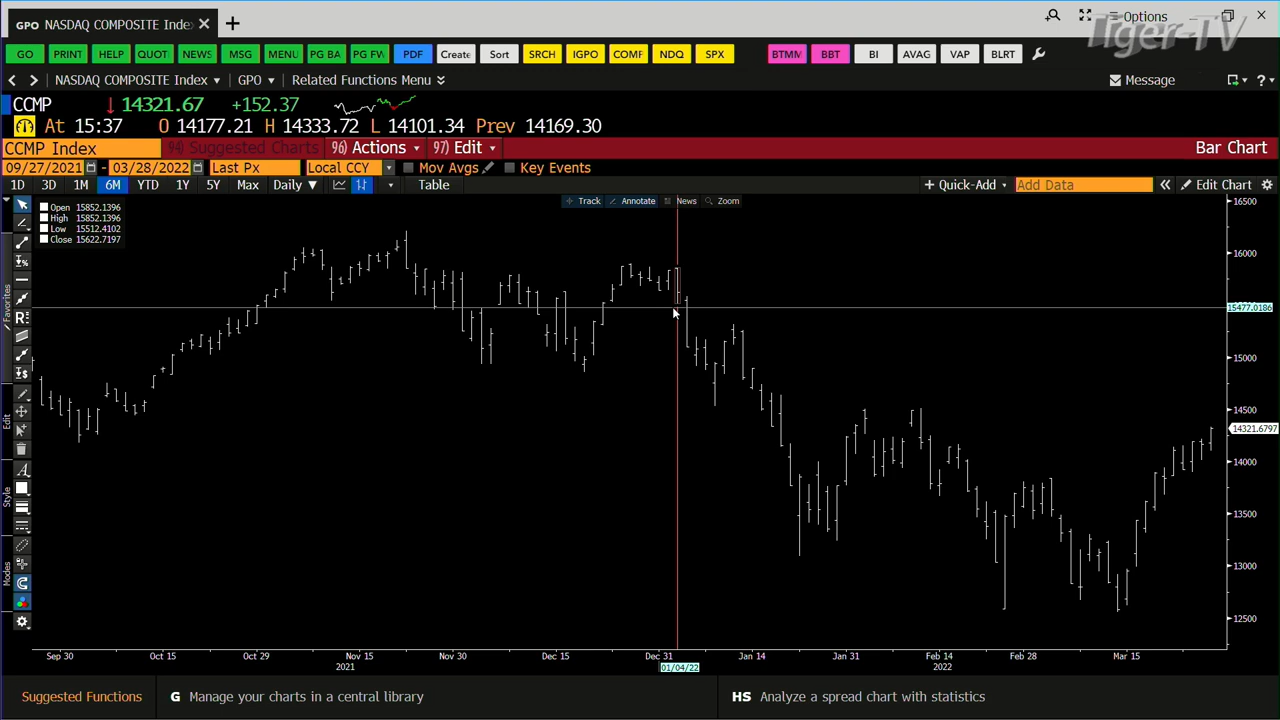 GPO NASDAQ COMPOSITE Inde
Options
Tiger-TV
GO PRINT HELP QUOT NEWS MSG MENU PG BA PG FW PDF Create Sort SRCH IGPO COMF NDQ SPX BTMM BBT BI AVAG VAP BLRT
NASDAQ COMPOSITE Index GPO Related Functions Menu Message
CCMP 14321.67 +152.37
At 15:37 O 14177.21 H 14333.72 L 14101.34 Prev 14169.30
CCMP Index 94) Suggested Charts 96) Actions 97) Edit Bar Chart
09/27/2021 - 03/28/2022 Last Px Local CCY Mov Avgs Key Events
1D 3D 1M 6M YTD 1Y 5Y Max Daily Table + Quick-Add Add Data Edit Chart
Track Annotate News Zoom
Open 15852.1396
High 15852.1396
Low 15512.4102
Close 15622.7197
Favorites
Edit
Style
Modes
16500
16000
15477.0186
15000
14500
14321.6797
14000
13500
13000
12500
Sep 30 Oct 15 Oct 29 Nov 15 Nov 30 Dec 15 Dec 31 Jan 14 Jan 31 Feb 14 Feb 28 Mar 15
2021 01/04/22 2022
Suggested Functions G Manage your charts in a central library HS Analyze a spread chart with statistics